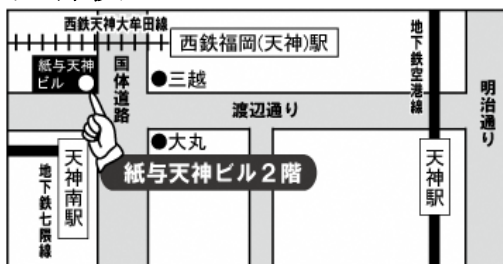 西鉄天神大牟田線
西鉄福岡(天神)駅
紙与天神
ビル
国体道路
●三越
地下鉄空港線
明治通り
渡辺通り
●大丸
天神南駅
地下鉄七隈線
紙与天神ビル2階
天神駅